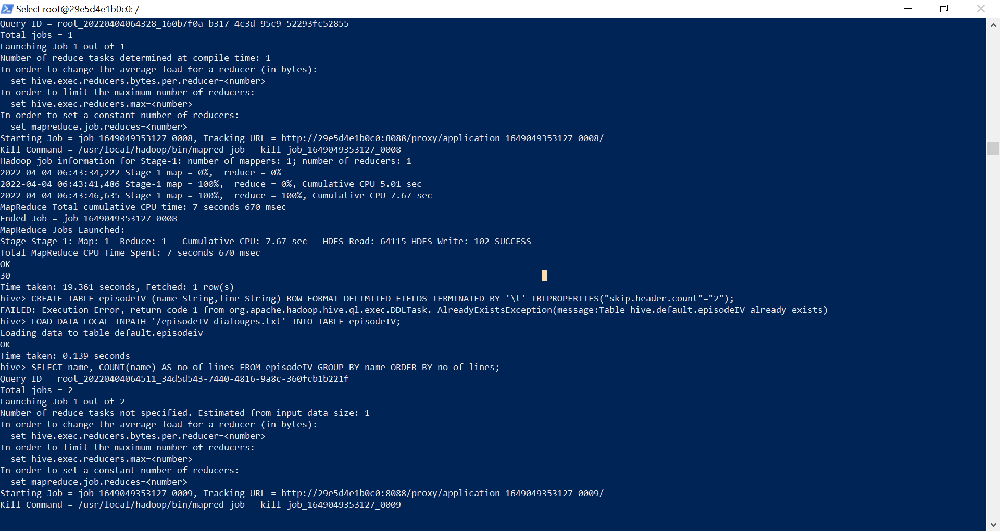 Select root@29e5d4e1b0c0: /
Query ID = root_20220404064328_160b7f0a-b317-4c3d-95c9-52293fc52855
Total jobs = 1
Launching Job 1 out of 1
Number of reduce tasks determined at compile time: 1
In order to change the average load for a reducer (in bytes):
  set hive.exec.reducers.bytes.per.reducer=<number>
In order to limit the maximum number of reducers:
  set hive.exec.reducers.max=<number>
In order to set a constant number of reducers:
  set mapreduce.job.reduces=<number>
Starting Job = job_1649049353127_0008, Tracking URL = http://29e5d4e1b0c0:8088/proxy/application_1649049353127_0008/
Kill Command = /usr/local/hadoop/bin/mapred job  -kill job_1649049353127_0008
Hadoop job information for Stage-1: number of mappers: 1; number of reducers: 1
2022-04-04 06:43:34,222 Stage-1 map = 0%,  reduce = 0%
2022-04-04 06:43:41,486 Stage-1 map = 100%,  reduce = 0%, Cumulative CPU 5.01 sec
2022-04-04 06:43:46,635 Stage-1 map = 100%,  reduce = 100%, Cumulative CPU 7.67 sec
MapReduce Total cumulative CPU time: 7 seconds 670 msec
Ended Job = job_1649049353127_0008
MapReduce Jobs Launched:
Stage-Stage-1: Map: 1  Reduce: 1   Cumulative CPU: 7.67 sec   HDFS Read: 64115 HDFS Write: 102 SUCCESS
Total MapReduce CPU Time Spent: 7 seconds 670 msec
OK
30
Time taken: 19.361 seconds, Fetched: 1 row(s)
hive> CREATE TABLE episodeIV (name String,line String) ROW FORMAT DELIMITED FIELDS TERMINATED BY '\t' TBLPROPERTIES("skip.header.count"="2");
FAILED: Execution Error, return code 1 from org.apache.hadoop.hive.ql.exec.DDLTask. AlreadyExistsException(message:Table hive.default.episodeIV already exists)
hive> LOAD DATA LOCAL INPATH '/episodeIV_dialouges.txt' INTO TABLE episodeIV;
Loading data to table default.episodeiv
OK
Time taken: 0.139 seconds
hive> SELECT name, COUNT(name) AS no_of_lines FROM episodeIV GROUP BY name ORDER BY no_of_lines;
Query ID = root_20220404064511_34d5d543-7440-4816-9a8c-360fcb1b221f
Total jobs = 2
Launching Job 1 out of 2
Number of reduce tasks not specified. Estimated from input data size: 1
In order to change the average load for a reducer (in bytes):
  set hive.exec.reducers.bytes.per.reducer=<number>
In order to limit the maximum number of reducers:
  set hive.exec.reducers.max=<number>
In order to set a constant number of reducers:
  set mapreduce.job.reduces=<number>
Starting Job = job_1649049353127_0009, Tracking URL = http://29e5d4e1b0c0:8088/proxy/application_1649049353127_0009/
Kill Command = /usr/local/hadoop/bin/mapred job  -kill job_1649049353127_0009